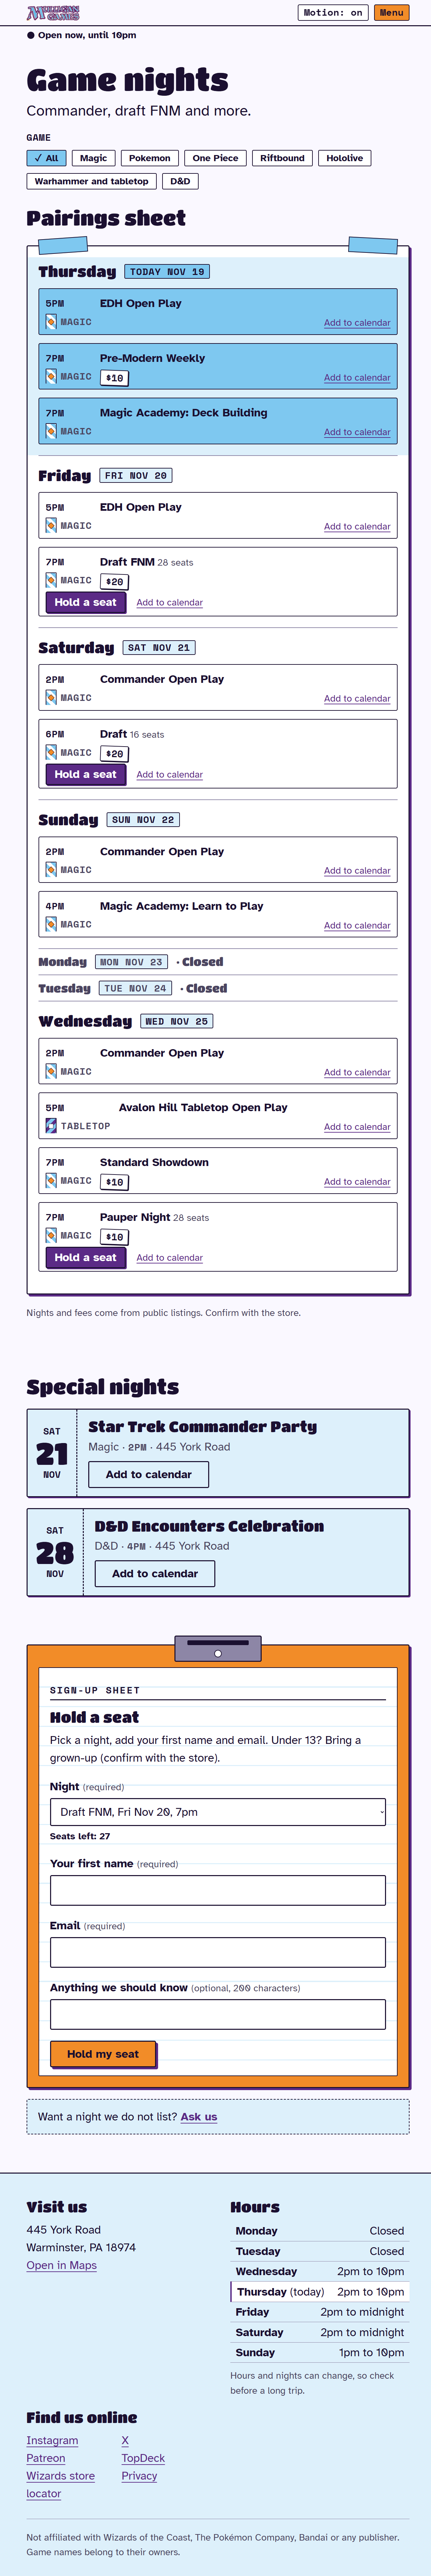 MULLIGAN GAMES
Motion: on
Menu
Open now, until 10pm
Game nights
Commander, draft FNM and more.
GAME
✓ All
Magic
Pokemon
One Piece
Riftbound
Hololive
Warhammer and tabletop
D&D
Pairings sheet
Thursday TODAY NOV 19
5PM EDH Open Play
MAGIC Add to calendar
7PM Pre-Modern Weekly
MAGIC $10 Add to calendar
7PM Magic Academy: Deck Building
MAGIC Add to calendar
Friday FRI NOV 20
5PM EDH Open Play
MAGIC Add to calendar
7PM Draft FNM 28 seats
MAGIC $20
Hold a seat Add to calendar
Saturday SAT NOV 21
2PM Commander Open Play
MAGIC Add to calendar
6PM Draft 16 seats
MAGIC $20
Hold a seat Add to calendar
Sunday SUN NOV 22
2PM Commander Open Play
MAGIC Add to calendar
4PM Magic Academy: Learn to Play
MAGIC Add to calendar
Monday MON NOV 23 · Closed
Tuesday TUE NOV 24 · Closed
Wednesday WED NOV 25
2PM Commander Open Play
MAGIC Add to calendar
5PM Avalon Hill Tabletop Open Play
TABLETOP Add to calendar
7PM Standard Showdown
MAGIC $10 Add to calendar
7PM Pauper Night 28 seats
MAGIC $10
Hold a seat Add to calendar
Nights and fees come from public listings. Confirm with the store.
Special nights
SAT
21
NOV
Star Trek Commander Party
Magic · 2PM · 445 York Road
Add to calendar
SAT
28
NOV
D&D Encounters Celebration
D&D · 4PM · 445 York Road
Add to calendar
SIGN-UP SHEET
Hold a seat
Pick a night, add your first name and email. Under 13? Bring a
grown-up (confirm with the store).
Night (required)
Draft FNM, Fri Nov 20, 7pm
Seats left: 27
Your first name (required)
Email (required)
Anything we should know (optional, 200 characters)
Hold my seat
Want a night we do not list? Ask us
Visit us
445 York Road
Warminster, PA 18974
Open in Maps
Hours
Monday Closed
Tuesday Closed
Wednesday 2pm to 10pm
Thursday (today) 2pm to 10pm
Friday 2pm to midnight
Saturday 2pm to midnight
Sunday 1pm to 10pm
Hours and nights can change, so check
before a long trip.
Find us online
Instagram
Patreon
Wizards store
locator
X
TopDeck
Privacy
Not affiliated with Wizards of the Coast, The Pokémon Company, Bandai or any publisher.
Game names belong to their owners.